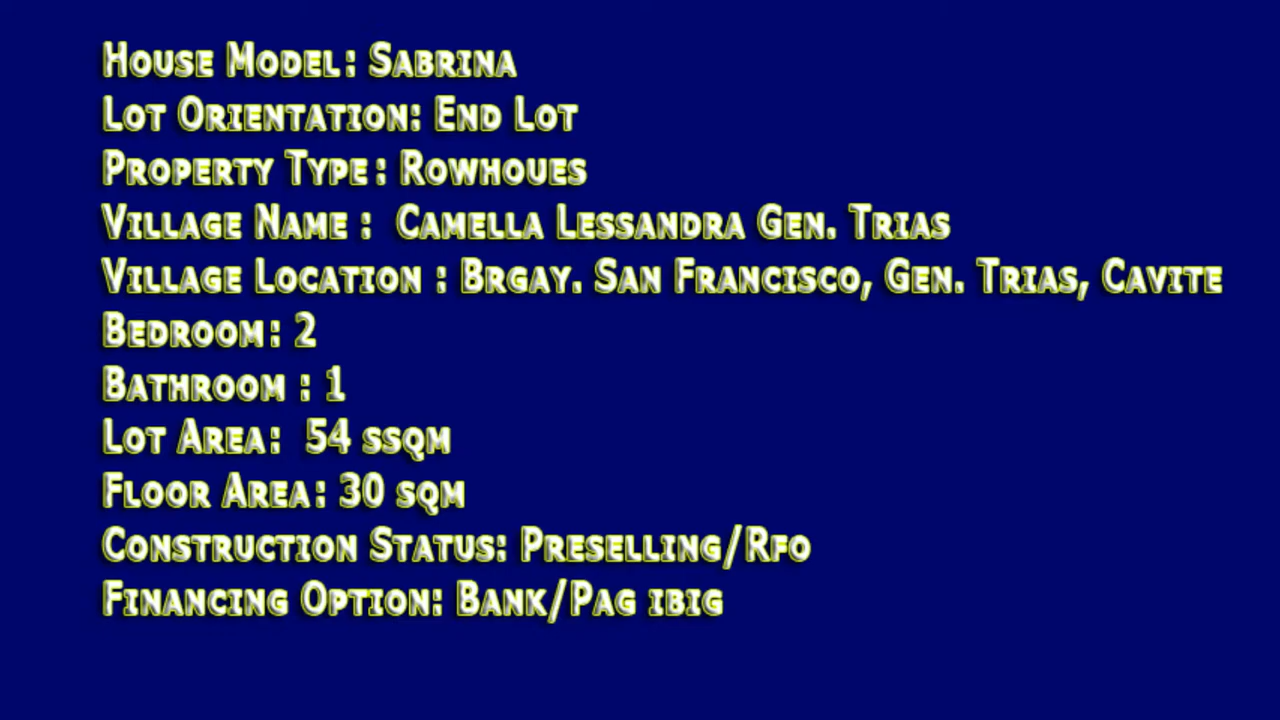 House Model: Sabrina
Lot Orientation: End Lot
Property Type: Rowhoues
Village Name : Camella Lessandra Gen. Trias
Village Location : Brgay. San Francisco, Gen. Trias, Cavite
Bedroom: 2
Bathroom : 1
Lot Area: 54 ssqm
Floor Area: 30 sqm
Construction Status: Preselling/Rfo
Financing Option: Bank/Pag ibig